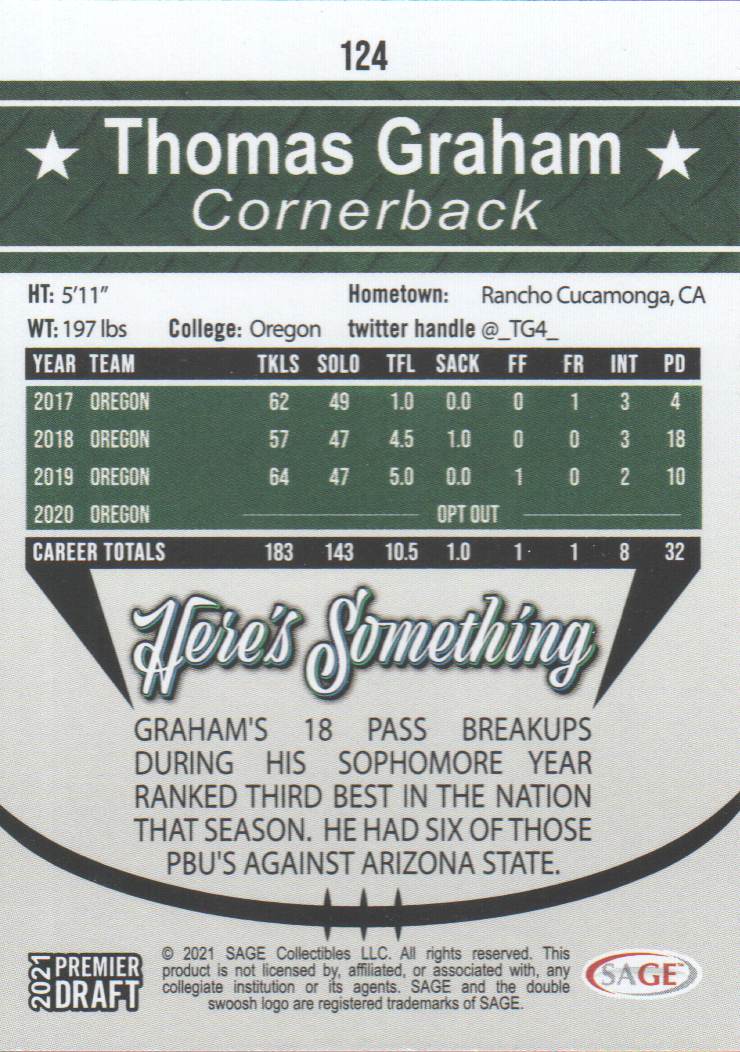 124
Thomas Graham
Cornerback
HT: 5'11"
Hometown: Rancho Cucamonga, CA
WT: 197 lbs College: Oregon twitter handle @_TG4_
YEAR TEAM TKLS SOLO TFL SACK FF FR INT PD
2017 OREGON 62 49 1.0 0.0 0 1 3 4
2018 OREGON 57 47 4.5 1.0 0 0 3 18
2019 OREGON 64 47 5.0 0.0 1 0 2 10
2020 OREGON OPT OUT
CAREER TOTALS 183 143 10.5 1.0 1 1 8 32
Here's Something
GRAHAM'S 18 PASS BREAKUPS
DURING HIS SOPHOMORE YEAR
RANKED THIRD BEST IN THE NATION
THAT SEASON. HE HAD SIX OF THOSE
PBU'S AGAINST ARIZONA STATE.
2021 PREMIER
DRAFT
© 2021 SAGE Collectibles LLC. All rights reserved. This
product is not licensed by, affiliated, or associated with, any
collegiate institution or its agents. SAGE and the double
swoosh logo are registered trademarks of SAGE.
SAGE™